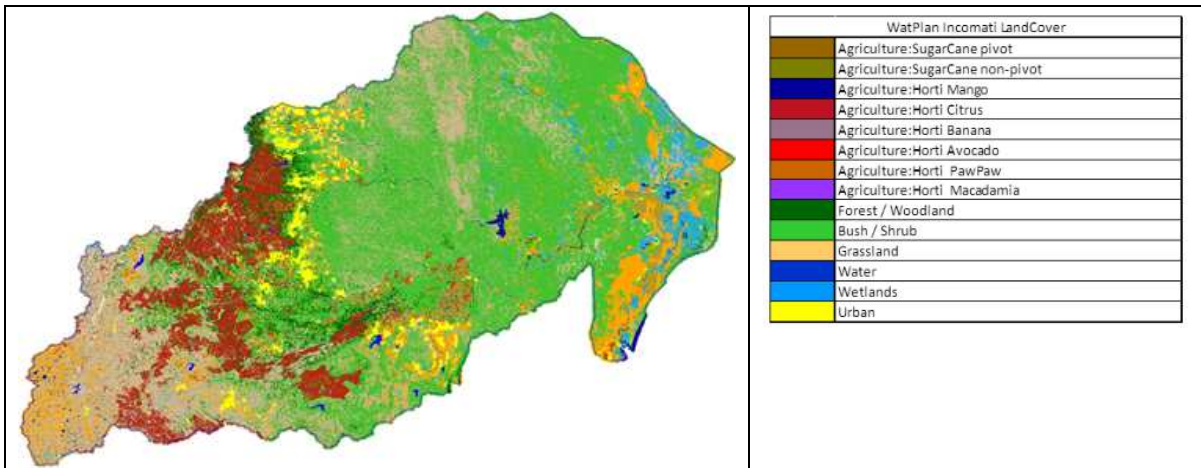 WatPlan Incomati LandCover
Agriculture:SugarCane pivot
Agriculture:SugarCane non-pivot
Agriculture:Horti Mango
Agriculture:Horti Citrus
Agriculture:Horti Banana
Agriculture:Horti Avocado
Agriculture:Horti PawPaw
Agriculture:Horti Macadamia
Forest / Woodland
Bush / Shrub
Grassland
Water
Wetlands
Urban